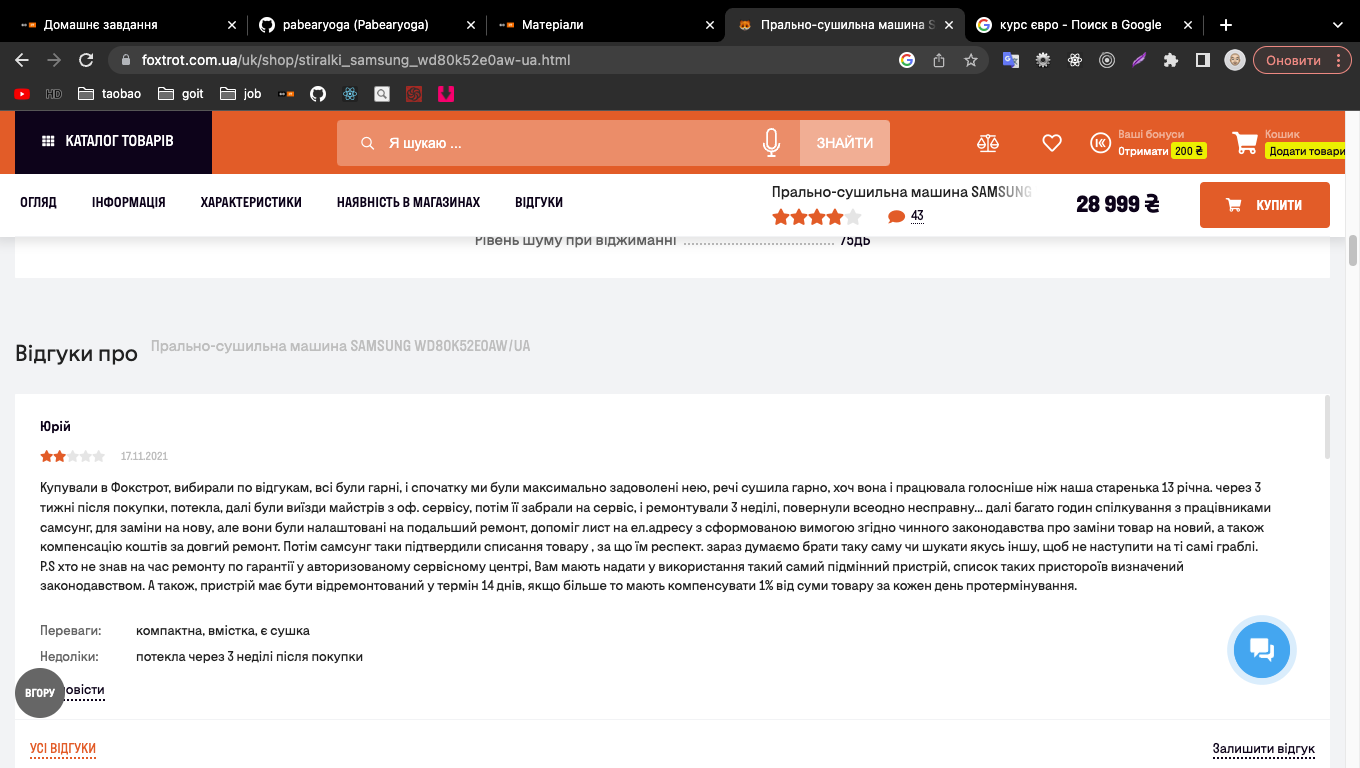 Домашнє завдання
pabearyoga (Pabearyoga)
Матеріали
Прально-сушильна машина S
курс євро - Поиск в Google
foxtrot.com.ua/uk/shop/stiralki_samsung_wd80k52e0aw-ua.html
Оновити
HD
taobao
goit
job
КАТАЛОГ ТОВАРІВ
Я шукаю ...
ЗНАЙТИ
Ваші бонуси
Отримати 200 ₴
Кошик
Додати товари
ОГЛЯД
ІНФОРМАЦІЯ
ХАРАКТЕРИСТИКИ
НАЯВНІСТЬ В МАГАЗИНАХ
ВІДГУКИ
Прально-сушильна машина SAMSUNG
43
28 999 ₴
КУПИТИ
Рівень шуму при віджиманні 75дБ
Відгуки про Прально-сушильна машина SAMSUNG WD80K52E0AW/UA
Юрій
17.11.2021
Купували в Фокстрот, вибирали по відгукам, всі були гарні, і спочатку ми були максимально задоволені нею, речі сушила гарно, хоч вона і працювала голосніше ніж наша старенька 13 річна. через 3
тижні після покупки, потекла, далі були виїзди майстрів з оф. сервісу, потім її забрали на сервіс, і ремонтували 3 неділі, повернули всеодно несправну... далі багато годин спілкування з працівниками
самсунг, для заміни на нову, але вони були налаштовані на подальший ремонт, допоміг лист на ел.адресу з сформованою вимогою згідно чинного законодавства про заміни товар на новий, а також
компенсацію коштів за довгий ремонт. Потім самсунг таки підтвердили списання товару , за що їм респект. зараз думаємо брати таку саму чи шукати якусь іншу, щоб не наступити на ті самі граблі.
P.S хто не знав на час ремонту по гарантії у авторизованому сервісному центрі, Вам мають надати у використання такий самий підмінний пристрій, список таких присторoїв визначений
законодавством. А також, пристрій має бути відремонтований у термін 14 днів, якщо більше то мають компенсувати 1% від суми товару за кожен день протермінування.
Переваги: компактна, вмістка, є сушка
Недоліки: потекла через 3 неділі після покупки
ВГОРУ
овісти
УСІ ВІДГУКИ
Залишити відгук